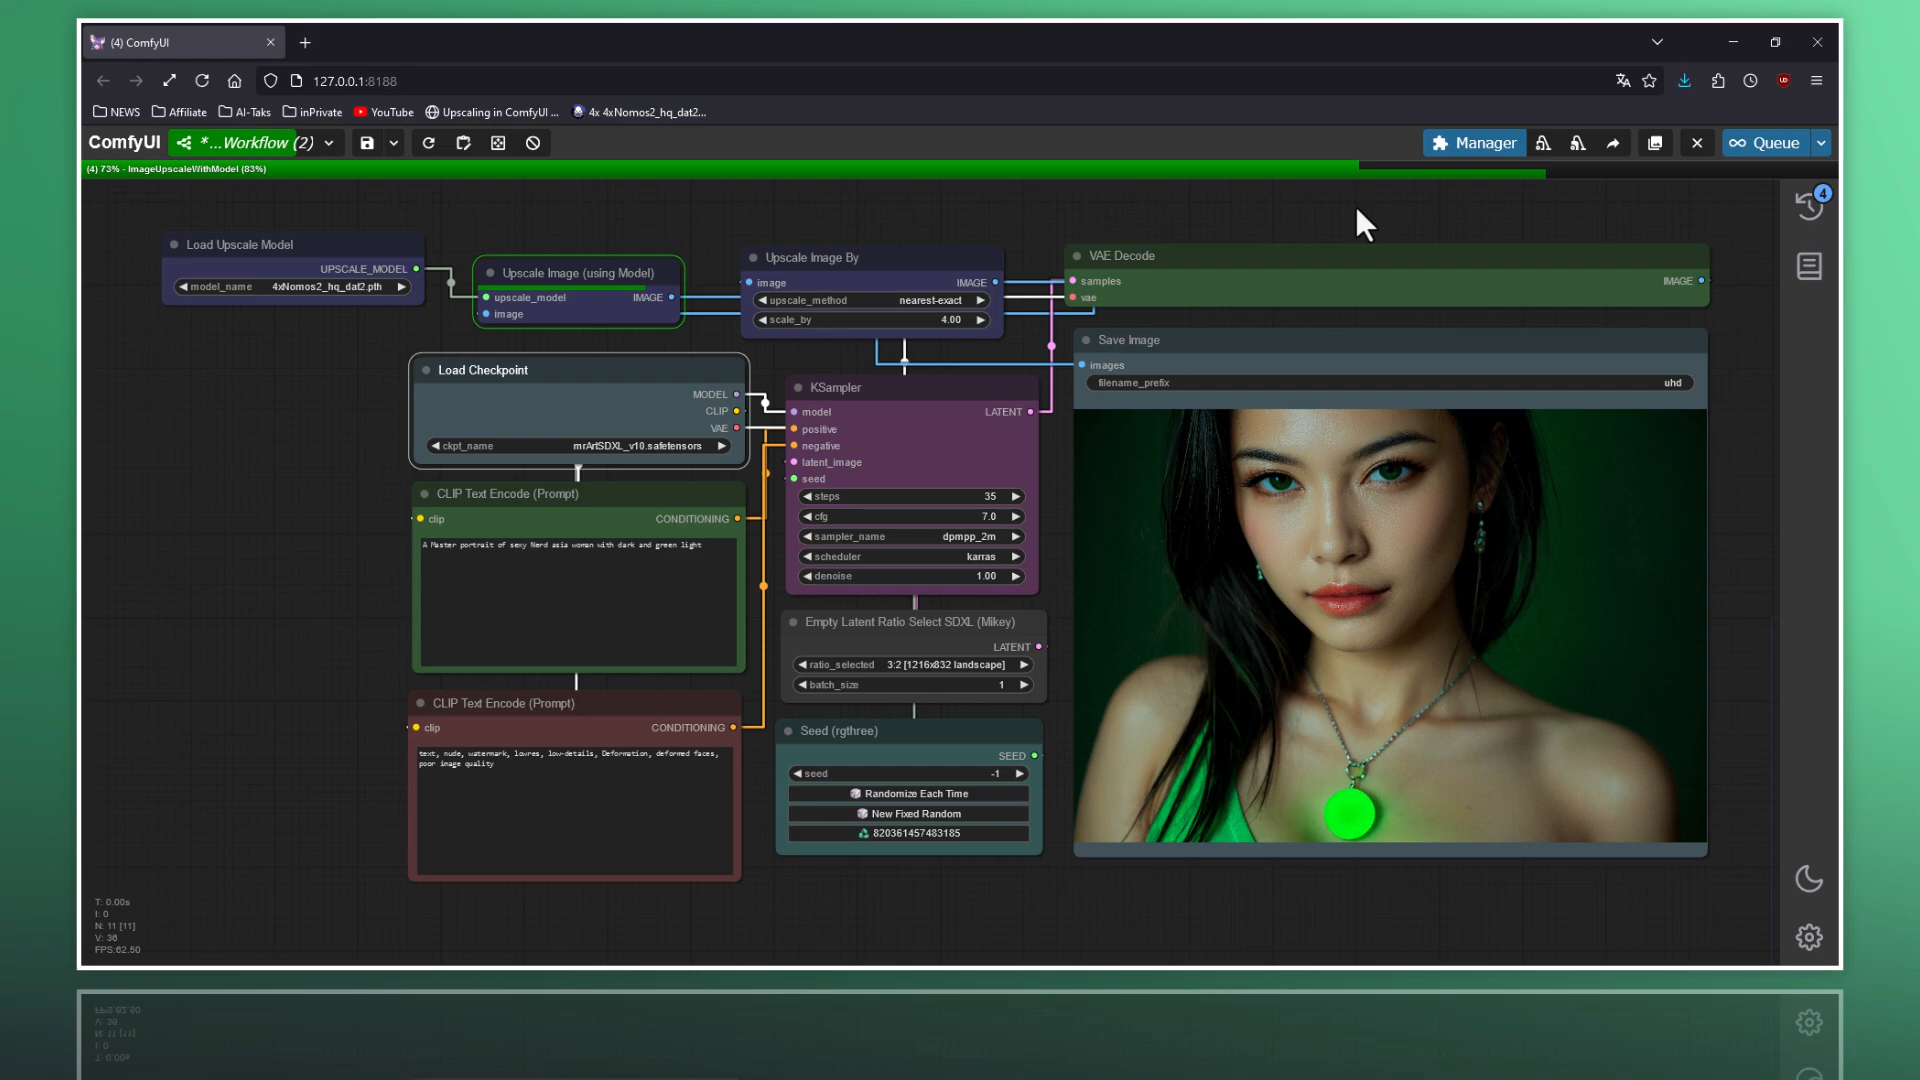 (4) ComfyUI
127.0.0.1:8188
NEWS
Affiliate
AI-Taks
inPrivate
YouTube
Upscaling in ComfyUI ...
4x 4xNomos2_hq_dat2...
ComfyUI
*...Workflow (2)
Manager
Queue
(4) 73% - ImageUpscaleWithModel (83%)
4
Load Upscale Model
UPSCALE_MODEL
model_name 4xNomos2_hq_dat2.pth
Upscale Image (using Model)
upscale_model IMAGE
image
Upscale Image By
image IMAGE
upscale_method nearest-exact
scale_by 4.00
VAE Decode
samples IMAGE
vae
Save Image
images
filename_prefix uhd
Load Checkpoint
MODEL
CLIP
VAE
ckpt_name mrArtSDXL_v10.safetensors
KSampler
model LATENT
positive
negative
latent_image
seed
steps 35
cfg 7.0
sampler_name dpmpp_2m
scheduler karras
denoise 1.00
CLIP Text Encode (Prompt)
clip CONDITIONING
A Master portrait of sexy Nerd asia woman with dark and green light
Empty Latent Ratio Select SDXL (Mikey)
LATENT
ratio_selected 3:2 [1216x832 landscape]
batch_size 1
CLIP Text Encode (Prompt)
clip CONDITIONING
text, nude, watermark, lowres, low-details, Deformation, deformed faces,
poor image quality
Seed (rgthree)
SEED
seed -1
Randomize Each Time
New Fixed Random
820361457483185
T: 0.00s
I: 0
N: 11 [11]
V: 36
FPS:62.50